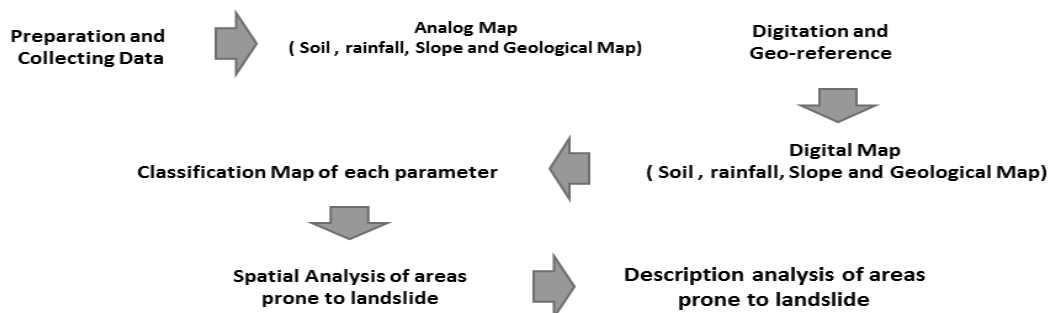 Preparation and
Collecting Data
Analog Map
( Soil , rainfall, Slope and Geological Map)
Digitation and
Geo-reference
Digital Map
( Soil , rainfall, Slope and Geological Map)
Classification Map of each parameter
Spatial Analysis of areas
prone to landslide
Description analysis of areas
prone to landslide